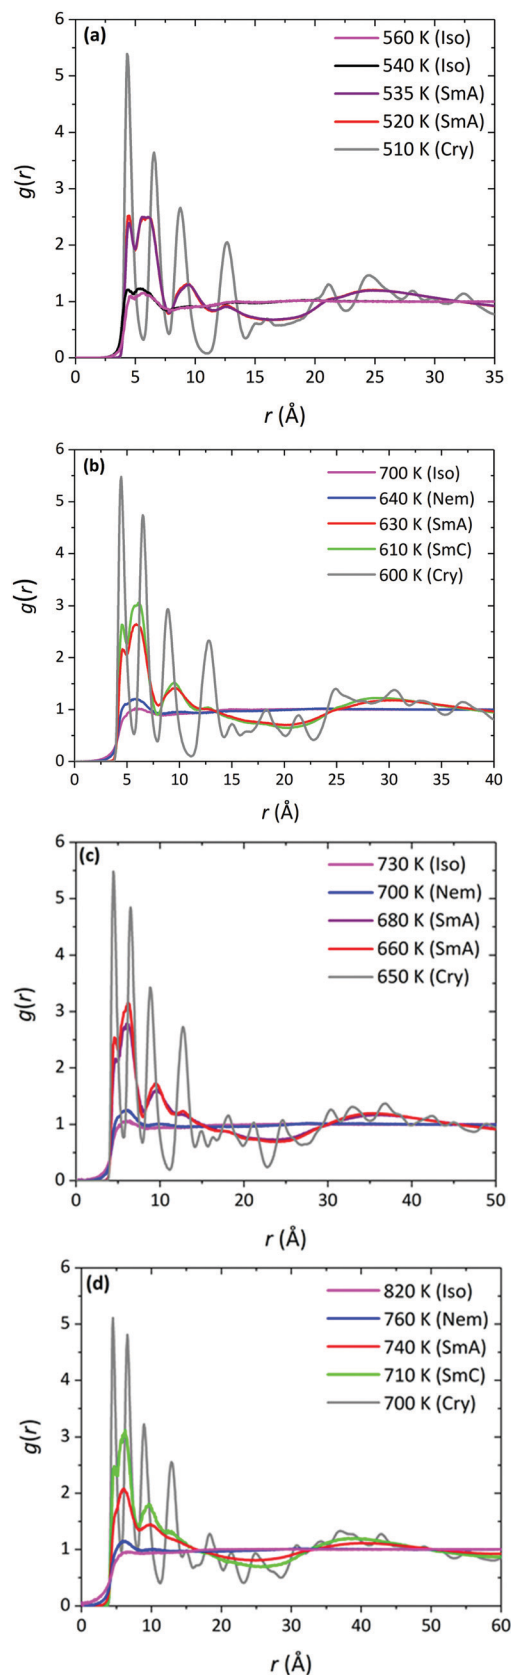 (a)
560 K (Iso)
540 K (Iso)
535 K (SmA)
520 K (SmA)
510 K (Cry)
g(r)
6
5
4
3
2
1
0
0 5 10 15 20 25 30 35
r (Å)
(b)
700 K (Iso)
640 K (Nem)
630 K (SmA)
610 K (SmC)
600 K (Cry)
g(r)
6
5
4
3
2
1
0
0 5 10 15 20 25 30 35 40
r (Å)
(c)
730 K (Iso)
700 K (Nem)
680 K (SmA)
660 K (SmA)
650 K (Cry)
g(r)
6
5
4
3
2
1
0
0 10 20 30 40 50
r (Å)
(d)
820 K (Iso)
760 K (Nem)
740 K (SmA)
710 K (SmC)
700 K (Cry)
g(r)
6
5
4
3
2
1
0
0 10 20 30 40 50 60
r (Å)